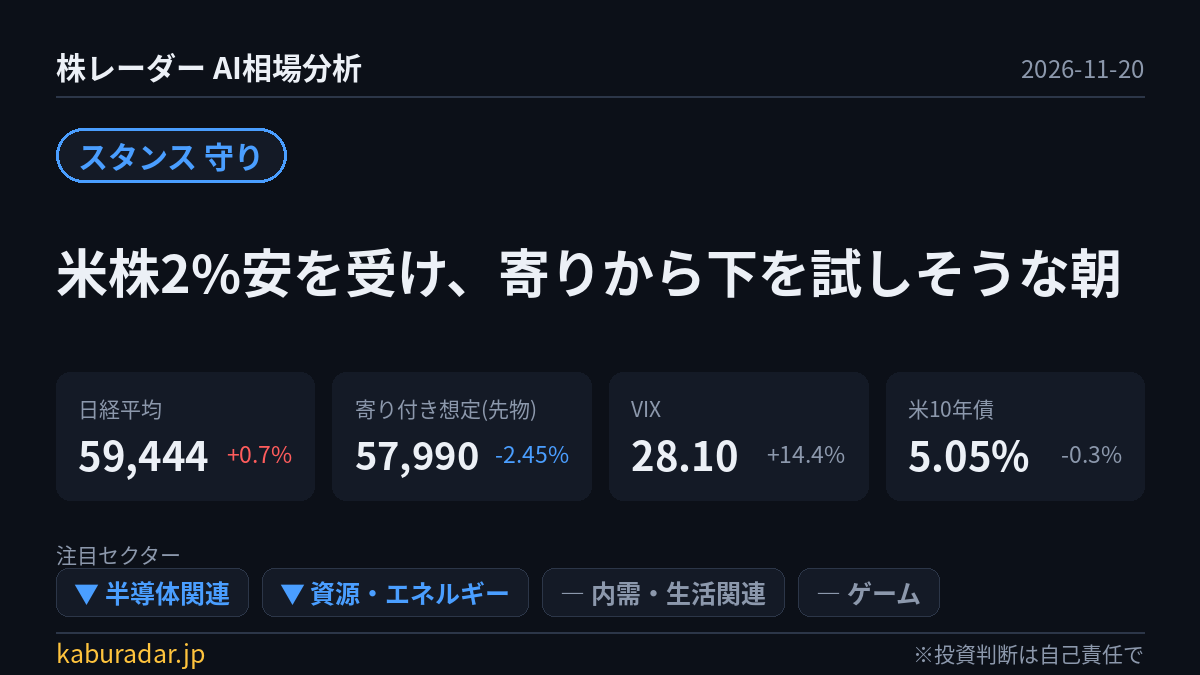 株レーダー AI相場分析 2026-11-20
スタンス 守り
米株2%安を受け、寄りから下を試しそうな朝
日経平均
59,444 +0.7%
寄り付き想定(先物)
57,990 -2.45%
VIX
28.10 +14.4%
米10年債
5.05% -0.3%
注目セクター
▼ 半導体関連
▼ 資源・エネルギー
― 内需・生活関連
― ゲーム
kaburadar.jp ※投資判断は自己責任で